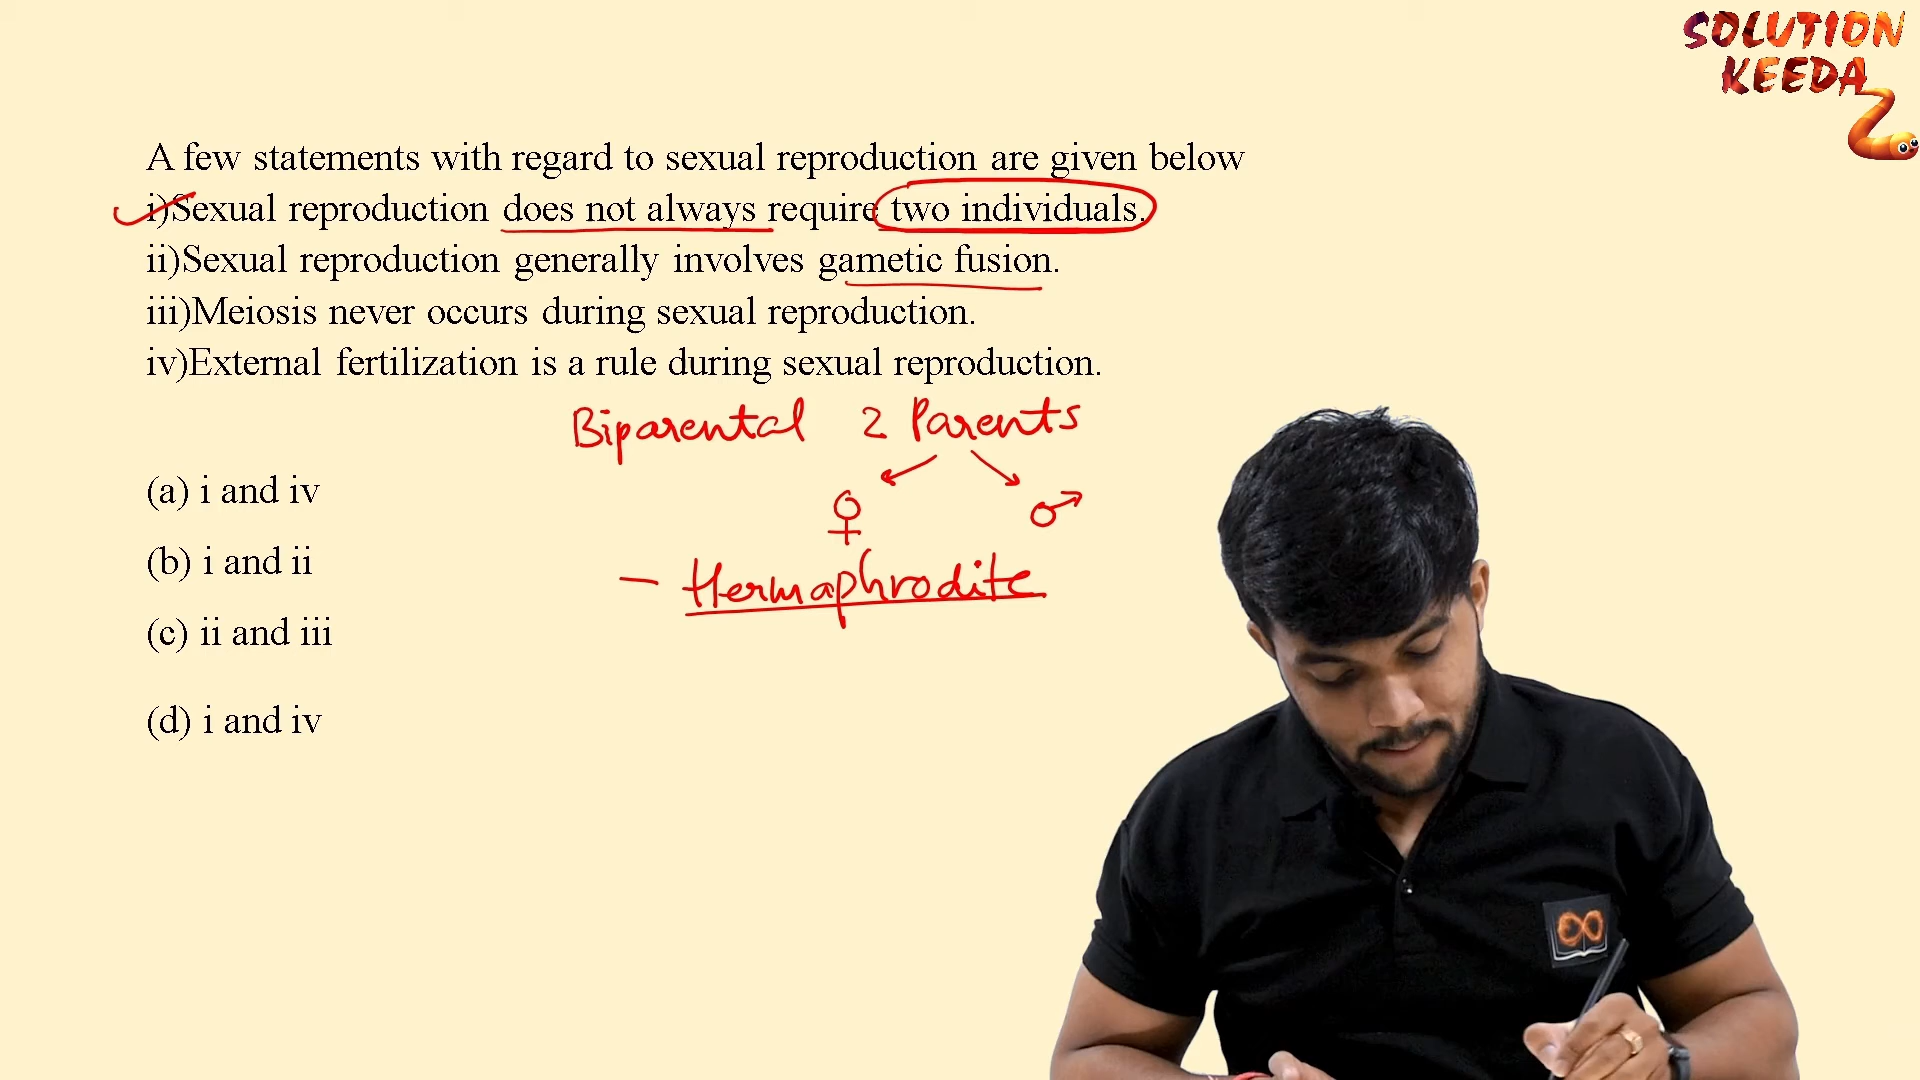 SOLUTION
KEEDA
A few statements with regard to sexual reproduction are given below
i)Sexual reproduction does not always require two individuals.
ii)Sexual reproduction generally involves gametic fusion.
iii)Meiosis never occurs during sexual reproduction.
iv)External fertilization is a rule during sexual reproduction.
Biparental 2 Parents
♀ ♂
- Hermaphrodite
(a) i and iv
(b) i and ii
(c) ii and iii
(d) i and iv